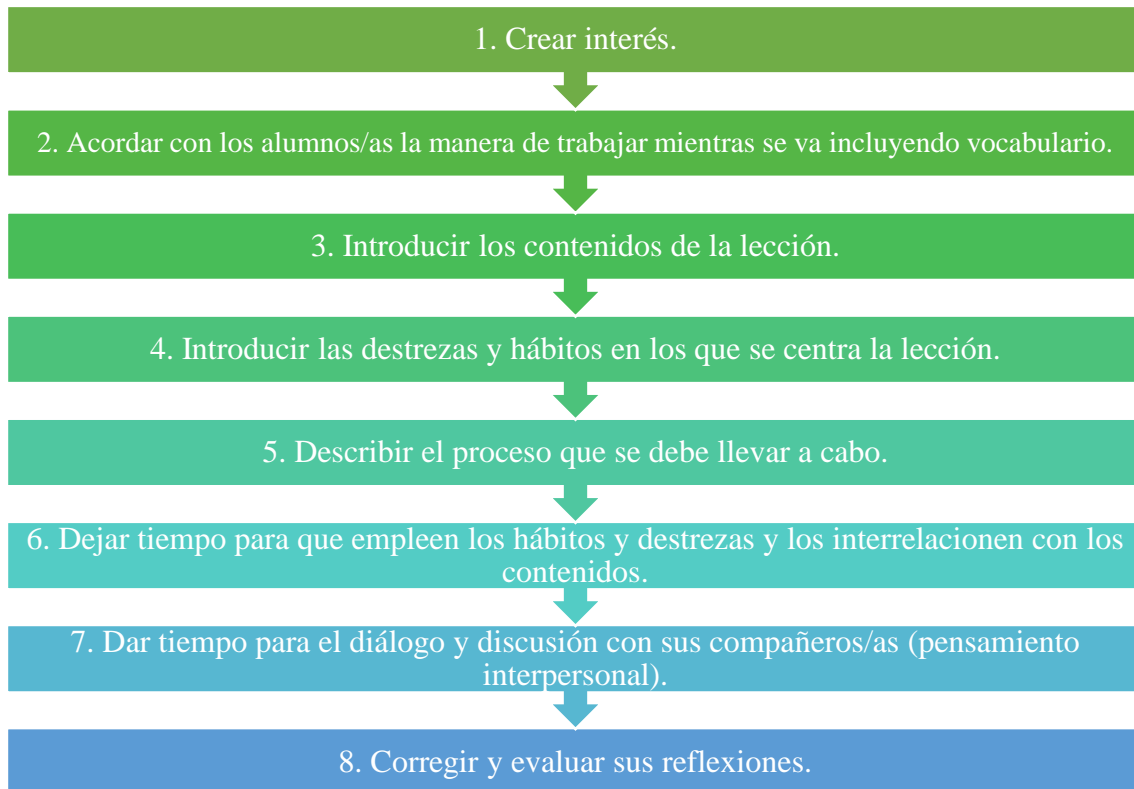 1. Crear interés.
2. Acordar con los alumnos/as la manera de trabajar mientras se va incluyendo vocabulario.
3. Introducir los contenidos de la lección.
4. Introducir las destrezas y hábitos en los que se centra la lección.
5. Describir el proceso que se debe llevar a cabo.
6. Dejar tiempo para que empleen los hábitos y destrezas y los interrelacionen con los
contenidos.
7. Dar tiempo para el diálogo y discusión con sus compañeros/as (pensamiento
interpersonal).
8. Corregir y evaluar sus reflexiones.